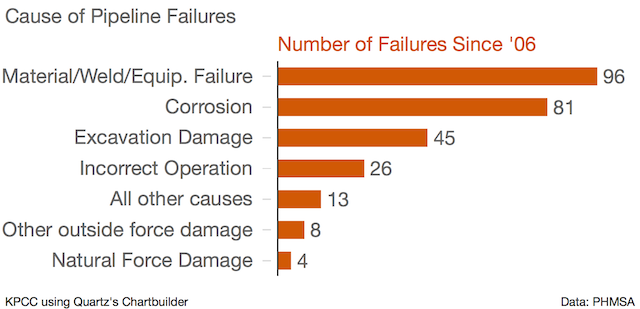 Cause of Pipeline Failures
Number of Failures Since '06
Material/Weld/Equip. Failure 96
Corrosion 81
Excavation Damage 45
Incorrect Operation 26
All other causes 13
Other outside force damage 8
Natural Force Damage 4
KPCC using Quartz's Chartbuilder Data: PHMSA